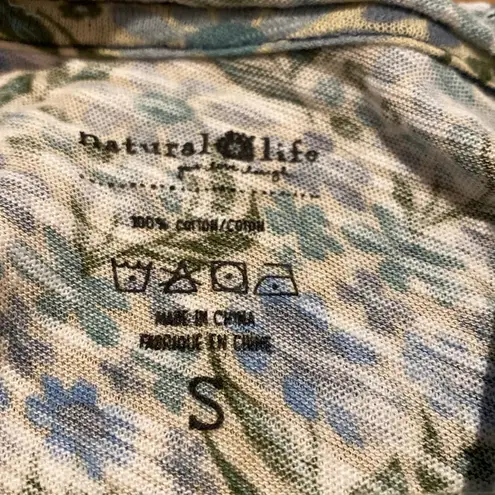 natural life
100% COTTON/COTON
MADE IN CHINA
FABRIQUE EN CHINE
S